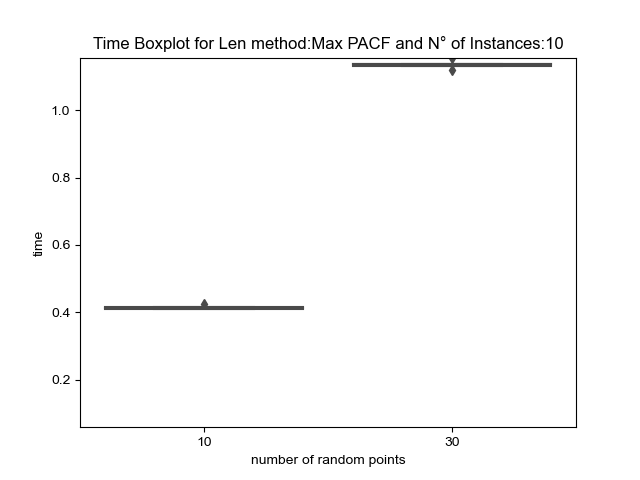 Time Boxplot for Len method:Max PACF and N° of Instances:10
1.0
0.8
0.6
0.4
0.2
time
10 30
number of random points